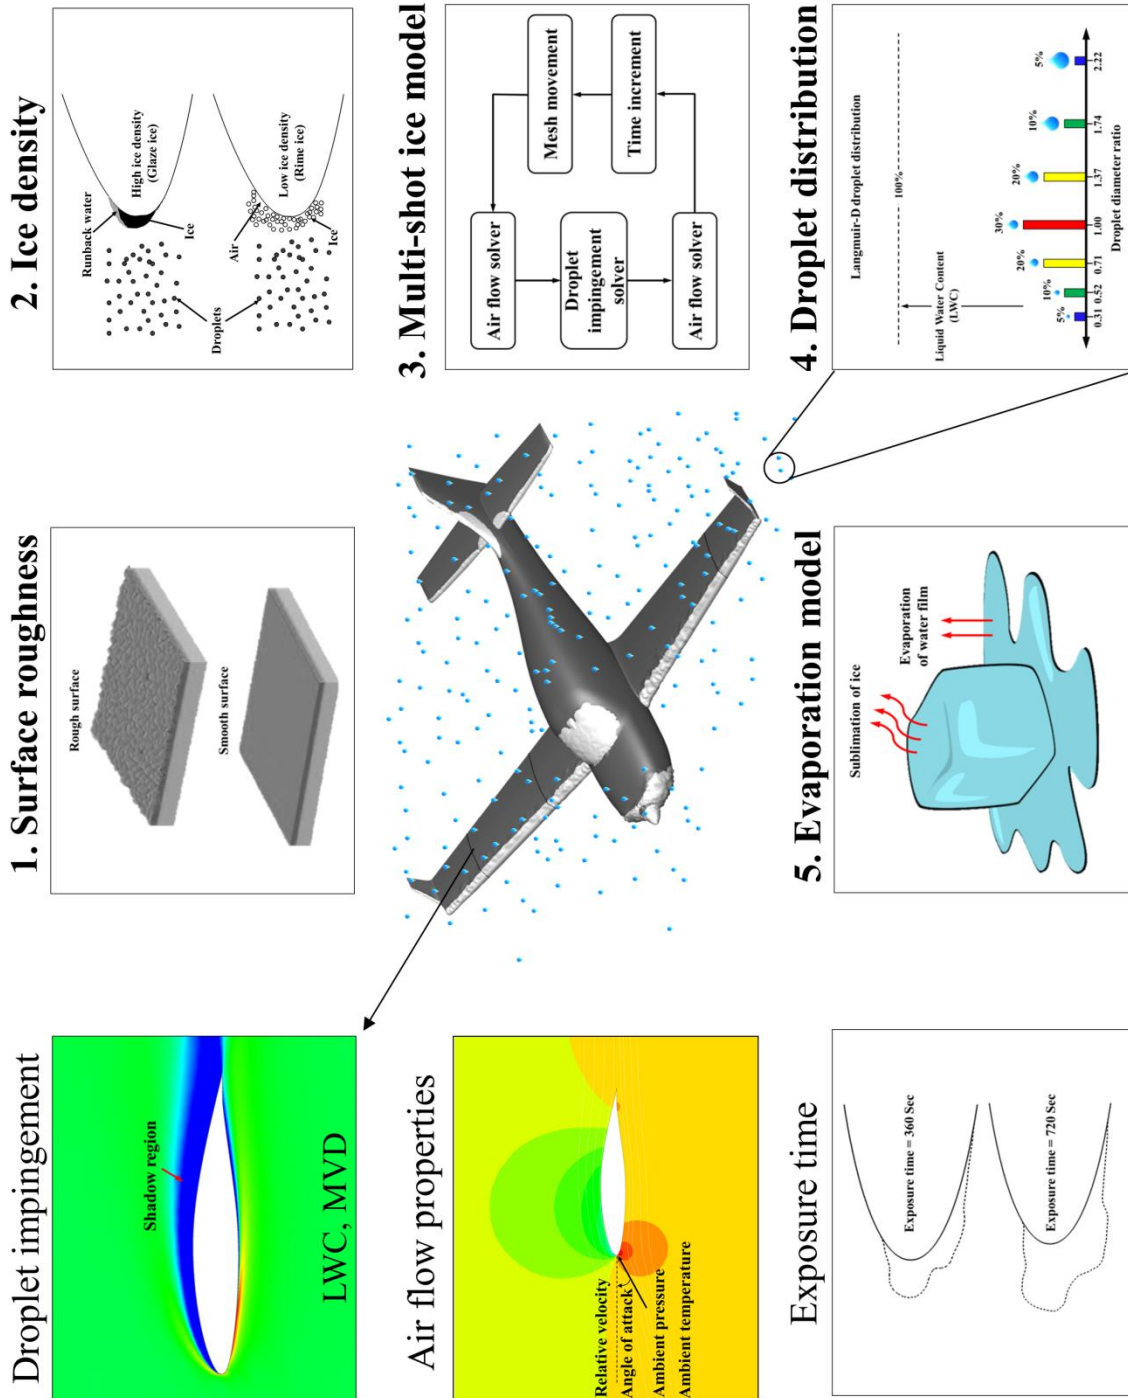 Droplet impingement
Shadow region
LWC, MVD
Air flow properties
Relative velocity
Angle of attack
Ambient pressure
Ambient temperature
Exposure time
Exposure time = 360 Sec
Exposure time = 720 Sec
1. Surface roughness
Rough surface
Smooth surface
5. Evaporation model
Sublimation of ice
Evaporation
of water film
2. Ice density
Runback water
High ice density
(Glaze ice)
Ice
Droplets
Air
Low ice density
(Rime ice)
Ice
3. Multi-shot ice model
Air flow solver
Mesh movement
Droplet
impingement
solver
Air flow solver
Time increment
4. Droplet distribution
Langmuir-D droplet distribution
100%
Liquid Water Content
(LWC)
5%
10%
20%
30%
20%
10%
5%
0.31
0.52
0.71
1.00
1.37
1.74
2.22
Droplet diameter ratio